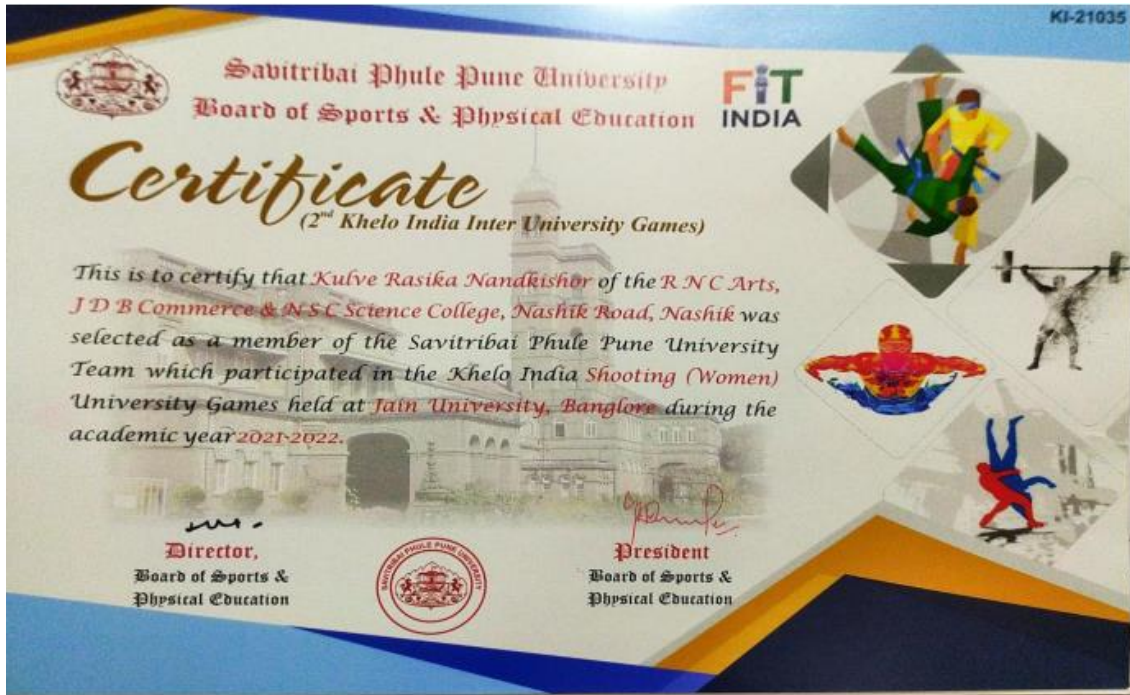 KI-21035
Savitribai Phule Pune University
Board of Sports & Physical Education
FIT
INDIA
Certificate
(2nd Khelo India Inter University Games)
This is to certify that Kulve Rasika Nandkishor of the R N C Arts,
J D B Commerce & N S C Science College, Nashik Road, Nashik was
selected as a member of the Savitribai Phule Pune University
Team which participated in the Khelo India Shooting (Women)
University Games held at Jain University, Banglore during the
academic year 2021-2022.
Director,
Board of Sports &
Physical Education
SAVITRIBAI PHULE PUNE UNIVERSITY
President
Board of Sports &
Physical Education